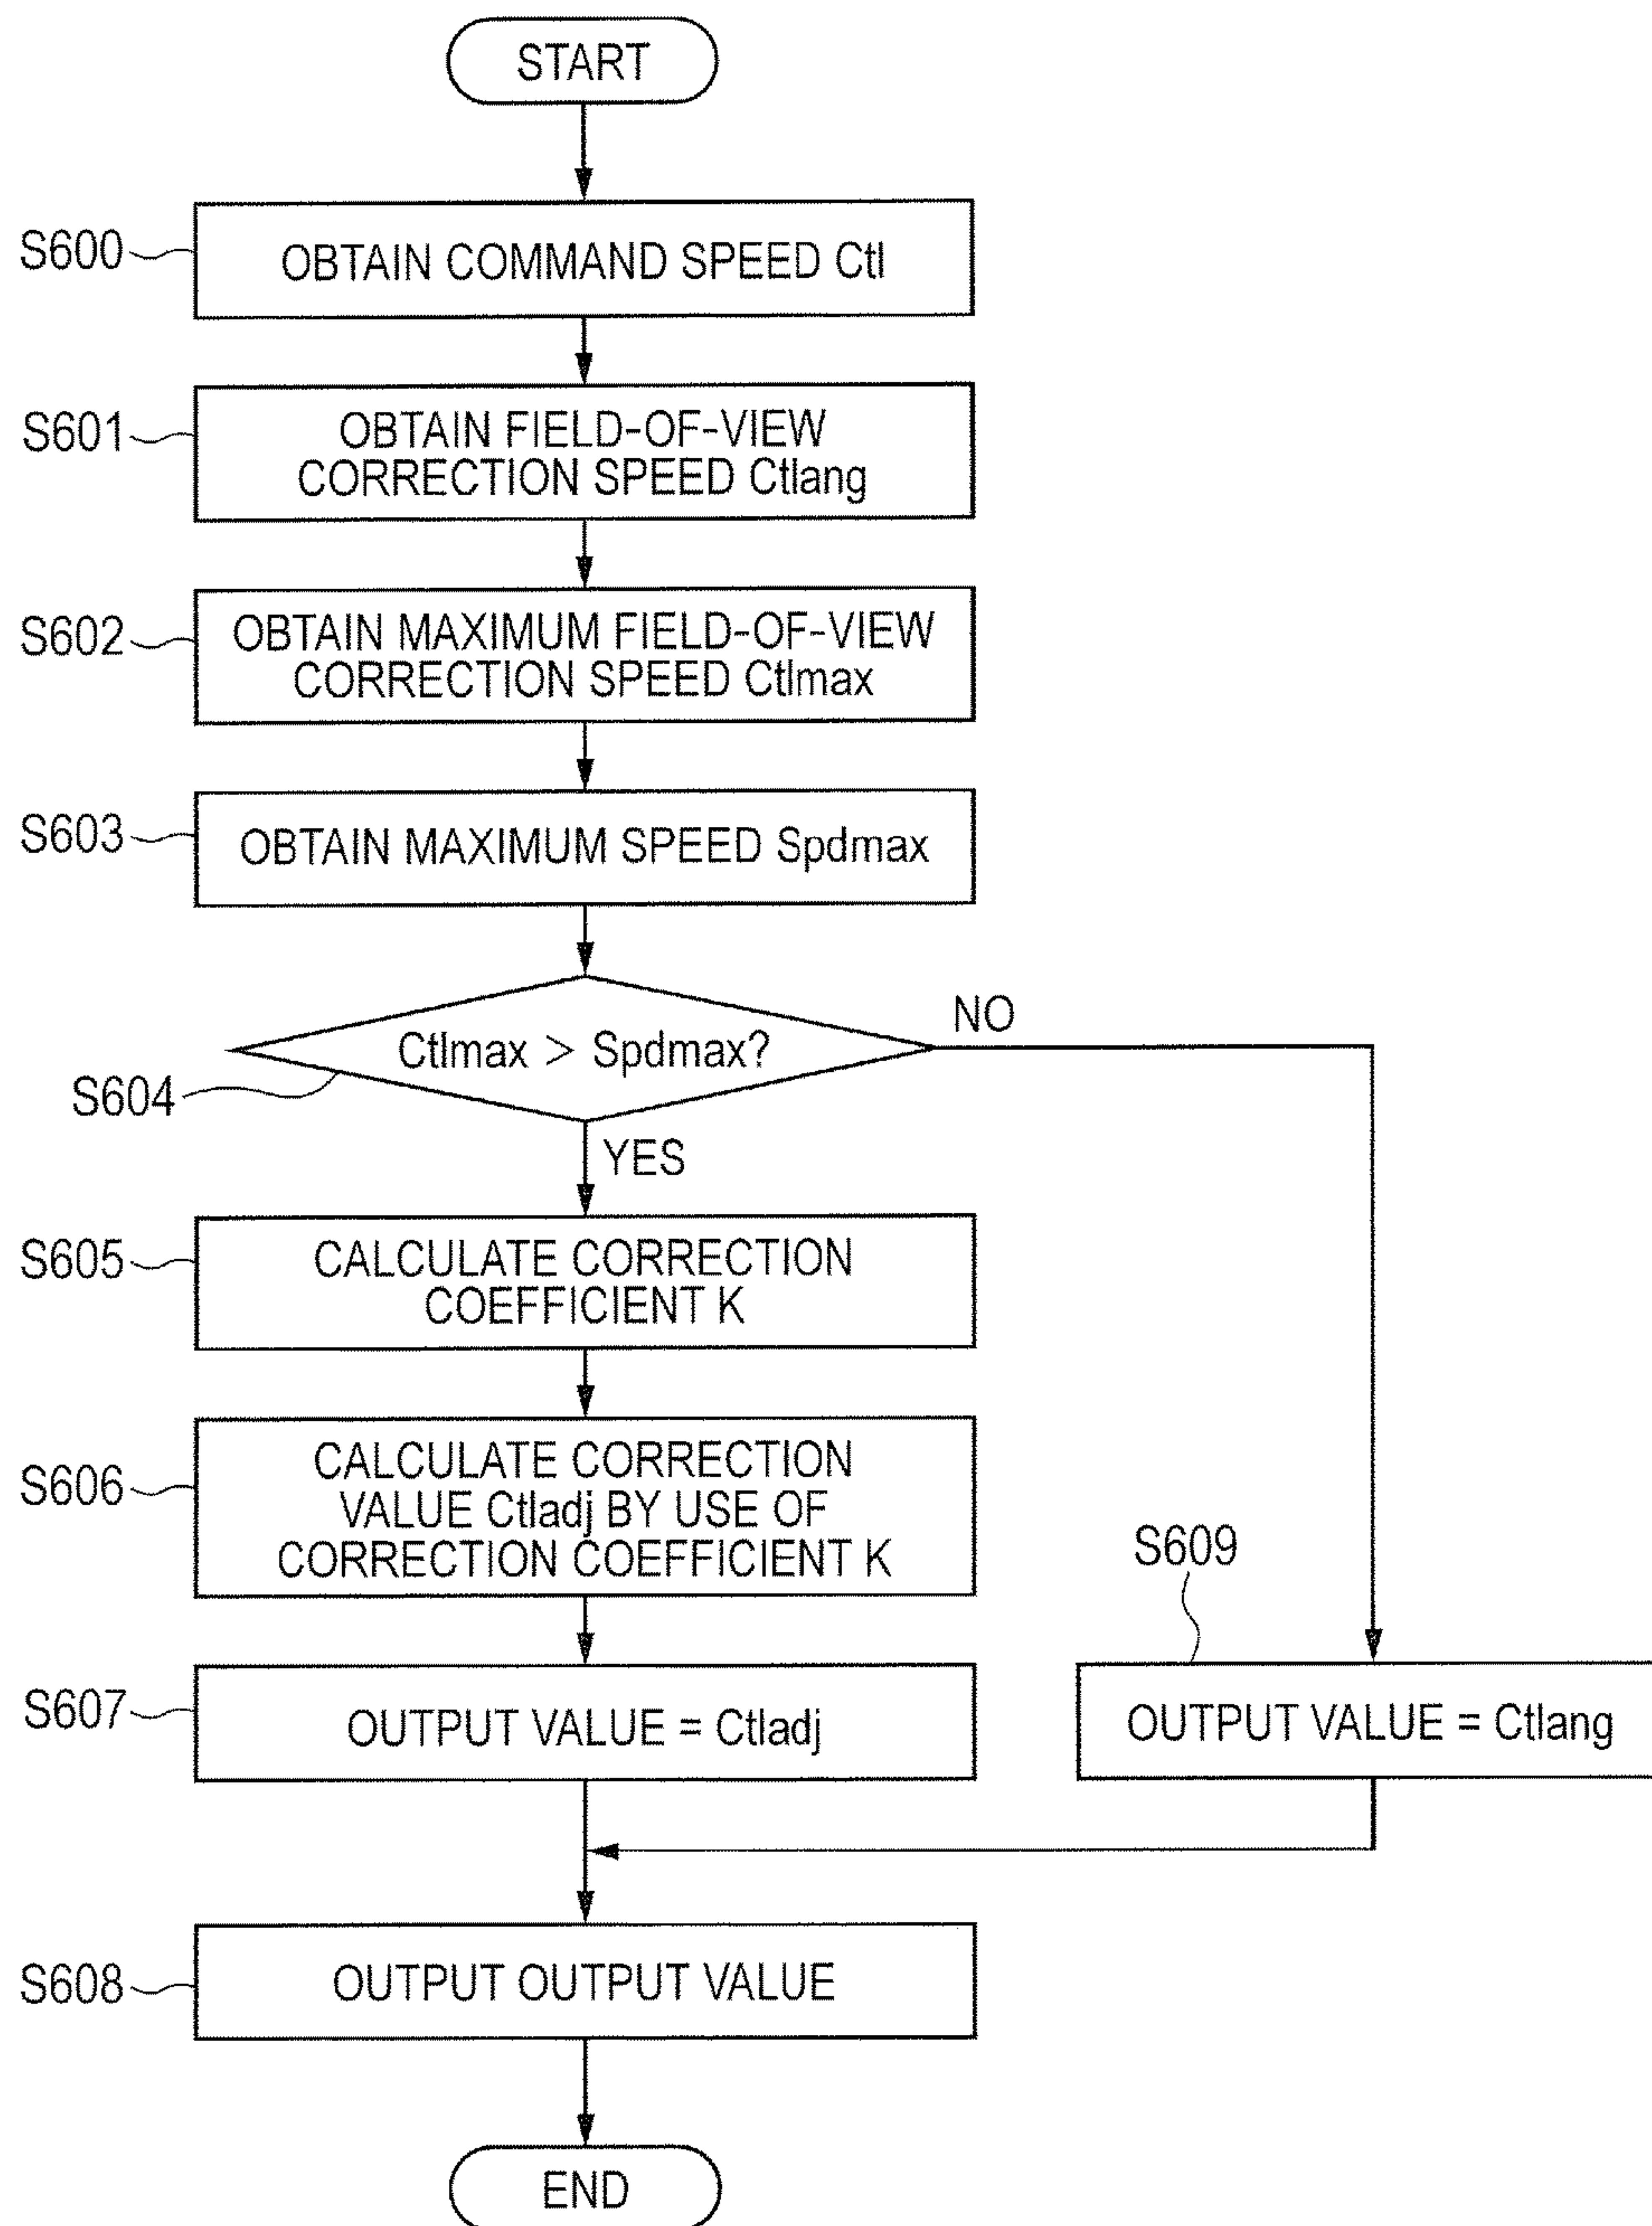 START
S600
OBTAIN COMMAND SPEED Ctl
S601
OBTAIN FIELD-OF-VIEW
CORRECTION SPEED Ctlang
S602
OBTAIN MAXIMUM FIELD-OF-VIEW
CORRECTION SPEED Ctlmax
S603
OBTAIN MAXIMUM SPEED Spdmax
Ctlmax > Spdmax?
NO
S604
YES
S605
CALCULATE CORRECTION
COEFFICIENT K
S606
CALCULATE CORRECTION
VALUE Ctladj BY USE OF
CORRECTION COEFFICIENT K
S609
S607
OUTPUT VALUE = Ctladj
OUTPUT VALUE = Ctlang
S608
OUTPUT OUTPUT VALUE
END